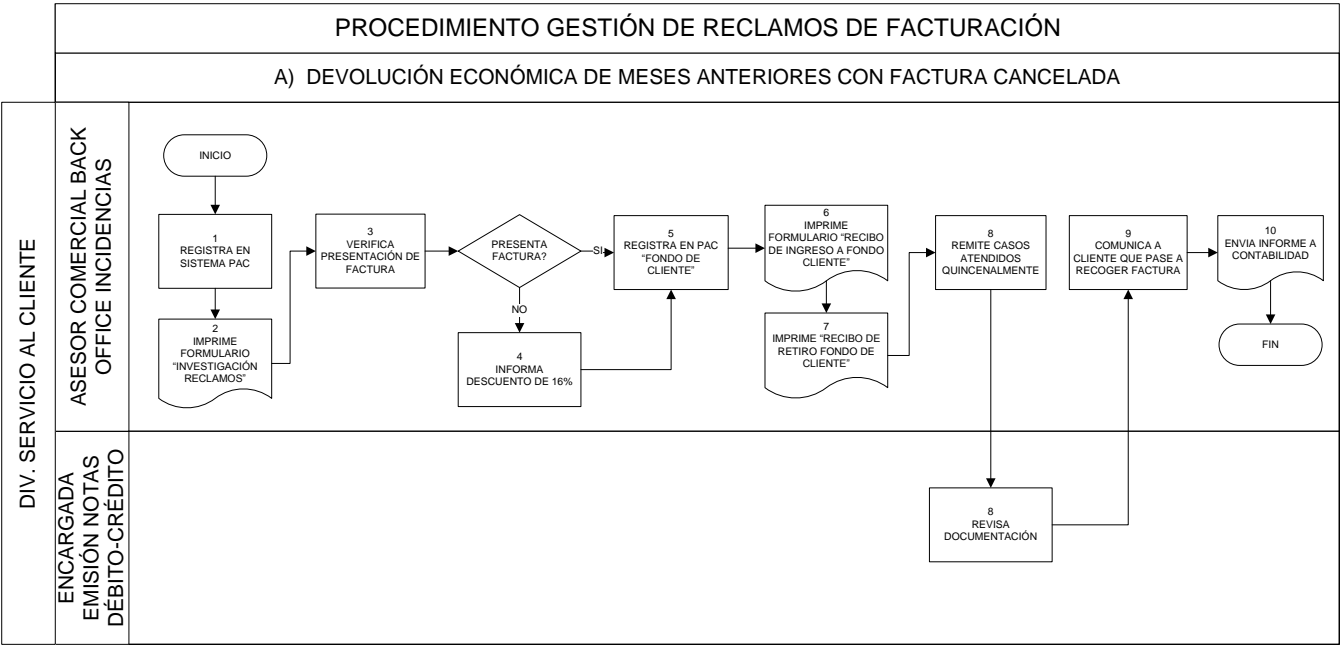 PROCEDIMIENTO GESTIÓN DE RECLAMOS DE FACTURACIÓN
A) DEVOLUCIÓN ECONÓMICA DE MESES ANTERIORES CON FACTURA CANCELADA
DIV. SERVICIO AL CLIENTE
ASESOR COMERCIAL BACK
OFFICE INCIDENCIAS
INICIO
1
REGISTRA EN
SISTEMA PAC
2
IMPRIME
FORMULARIO
“INVESTIGACIÓN
RECLAMOS”
3
VERIFICA
PRESENTACIÓN DE
FACTURA
PRESENTA
FACTURA?
SI
NO
4
INFORMA
DESCUENTO DE 16%
5
REGISTRA EN PAC
“FONDO DE
CLIENTE”
6
IMPRIME
FORMULARIO “RECIBO
DE INGRESO A FONDO
CLIENTE”
7
IMPRIME “RECIBO DE
RETIRO FONDO DE
CLIENTE”
8
REMITE CASOS
ATENDIDOS
QUINCENALMENTE
9
COMUNICA A
CLIENTE QUE PASE A
RECOGER FACTURA
10
ENVIA INFORME A
CONTABILIDAD
FIN
ENCARGADA
EMISIÓN NOTAS
DÉBITO-CRÉDITO
8
REVISA
DOCUMENTACIÓN